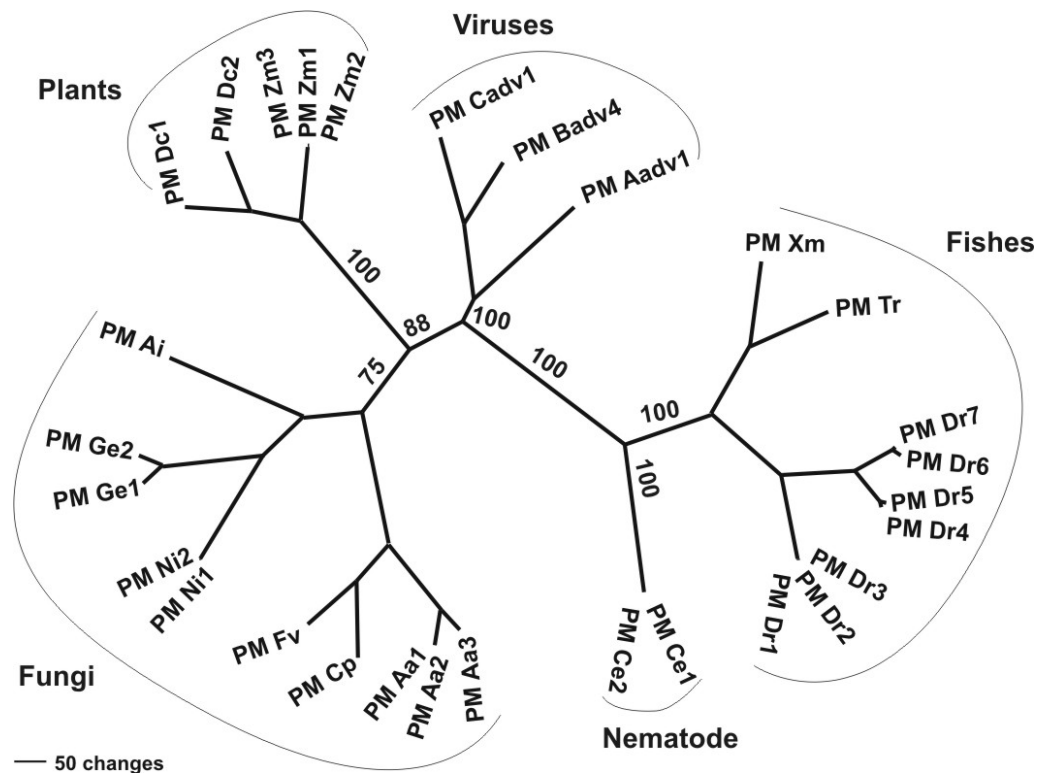 Viruses
Plants
PM Dc1
PM Dc2
PM Zm3
PM Zm1
PM Zm2
PM Cadv1
PM Badv4
PM Aadv1
Fishes
PM Xm
PM Tr
PM Dr7
PM Dr6
PM Dr5
PM Dr4
PM Dr3
PM Dr2
PM Dr1
100
88
100
75
100
100
100
PM Ai
PM Ge2
PM Ge1
PM Ni2
PM Ni1
PM Fv
PM Cp
PM Aa1
PM Aa2
PM Aa3
PM Ce2
PM Ce1
Fungi
Nematode
50 changes